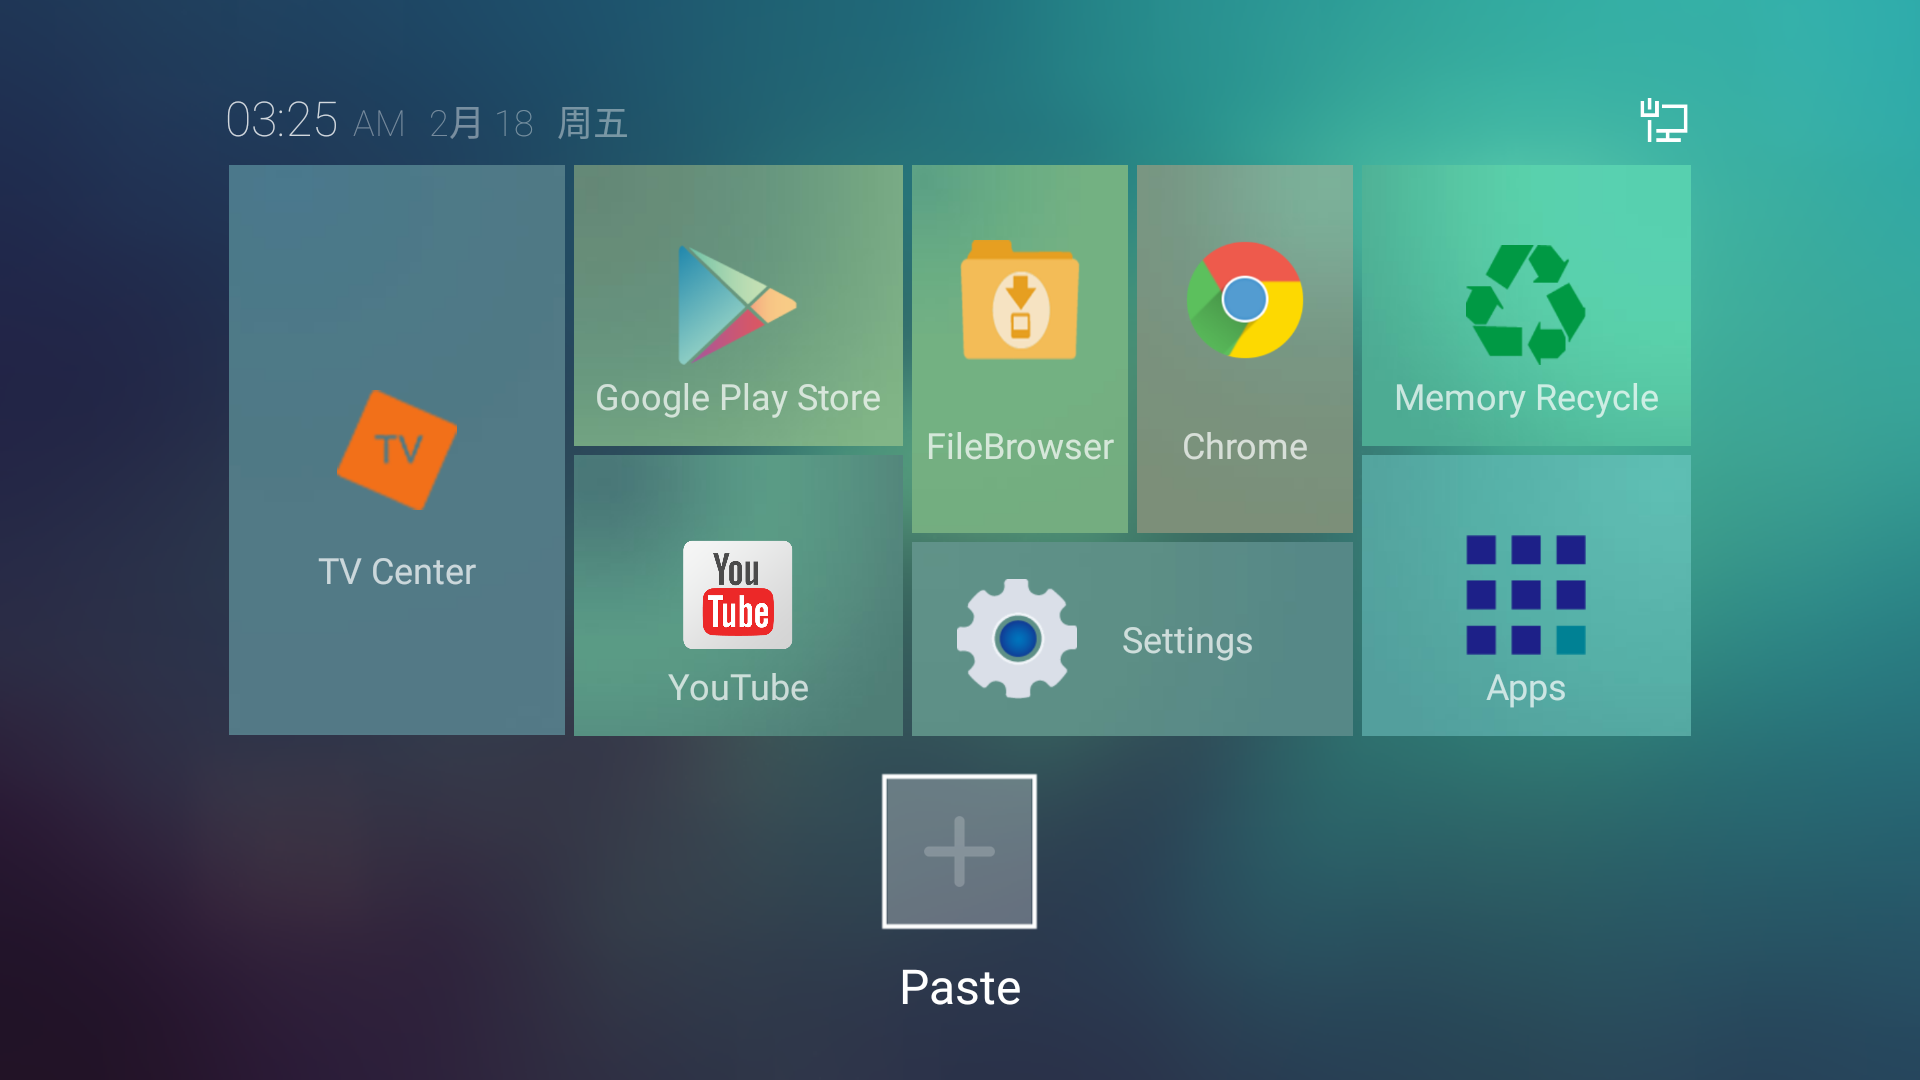 03:25 AM 2月 18 周五
Google Play Store
FileBrowser
Chrome
Memory Recycle
TV
TV Center
You
Tube
YouTube
Settings
Apps
Paste